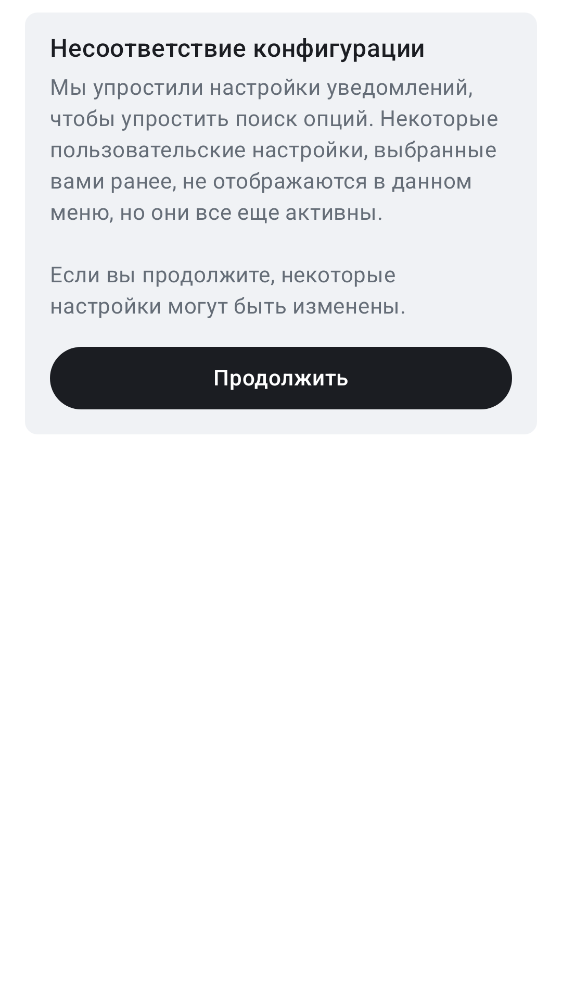 Несоответствие конфигурации
Мы упростили настройки уведомлений,
чтобы упростить поиск опций. Некоторые
пользовательские настройки, выбранные
вами ранее, не отображаются в данном
меню, но они все еще активны.
Если вы продолжите, некоторые
настройки могут быть изменены.
Продолжить